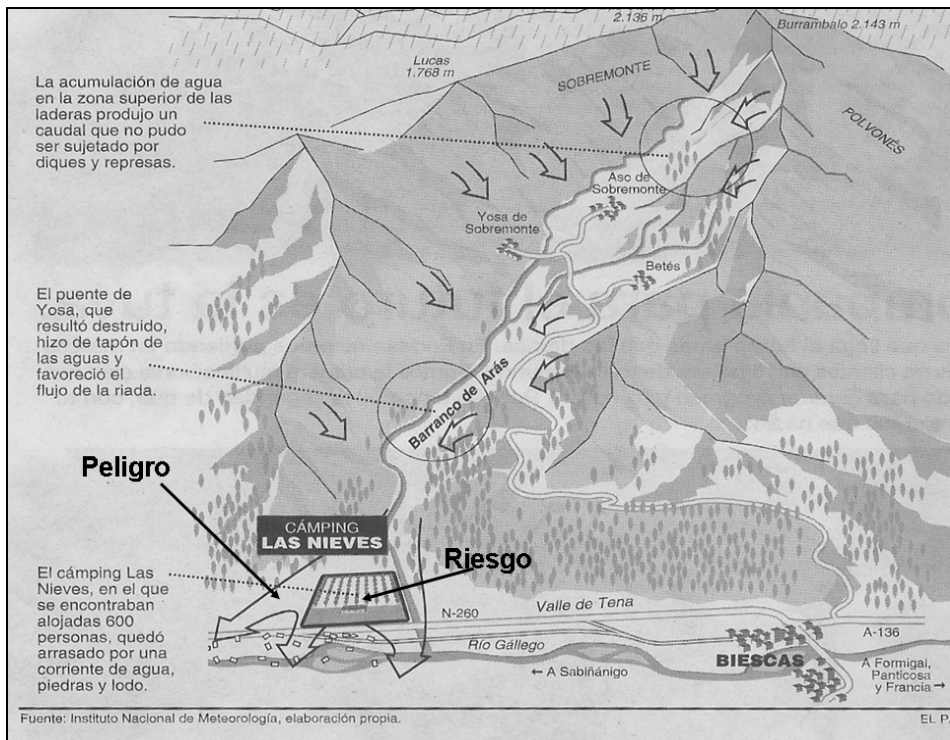 2.136 m
Burrambalo 2.143 m
Lucas
1.768 m
SOBREMONTE
POLVONÉS
La acumulación de agua
en la zona superior de las
laderas produjo un
caudal que no pudo
ser sujetado por
diques y represas.
Aso de
Sobremonte
Yosa de
Sobremonte
Betés
El puente de
Yosa, que
resultó destruido,
hizo de tapón de
las aguas y
favoreció el
flujo de la riada.
Barranco de Arás
Peligro
CÁMPING
LAS NIEVES
Riesgo
El cámping Las
Nieves, en el que
se encontraban
alojadas 600
personas, quedó
arrasado por una
corriente de agua,
piedras y lodo.
N-260
Valle de Tena
A-136
Río Gállego
BIESCAS
← A Sabiñánigo
A Formigal,
Panticosa
y Francia →
Fuente: Instituto Nacional de Meteorología, elaboración propia.
EL PA